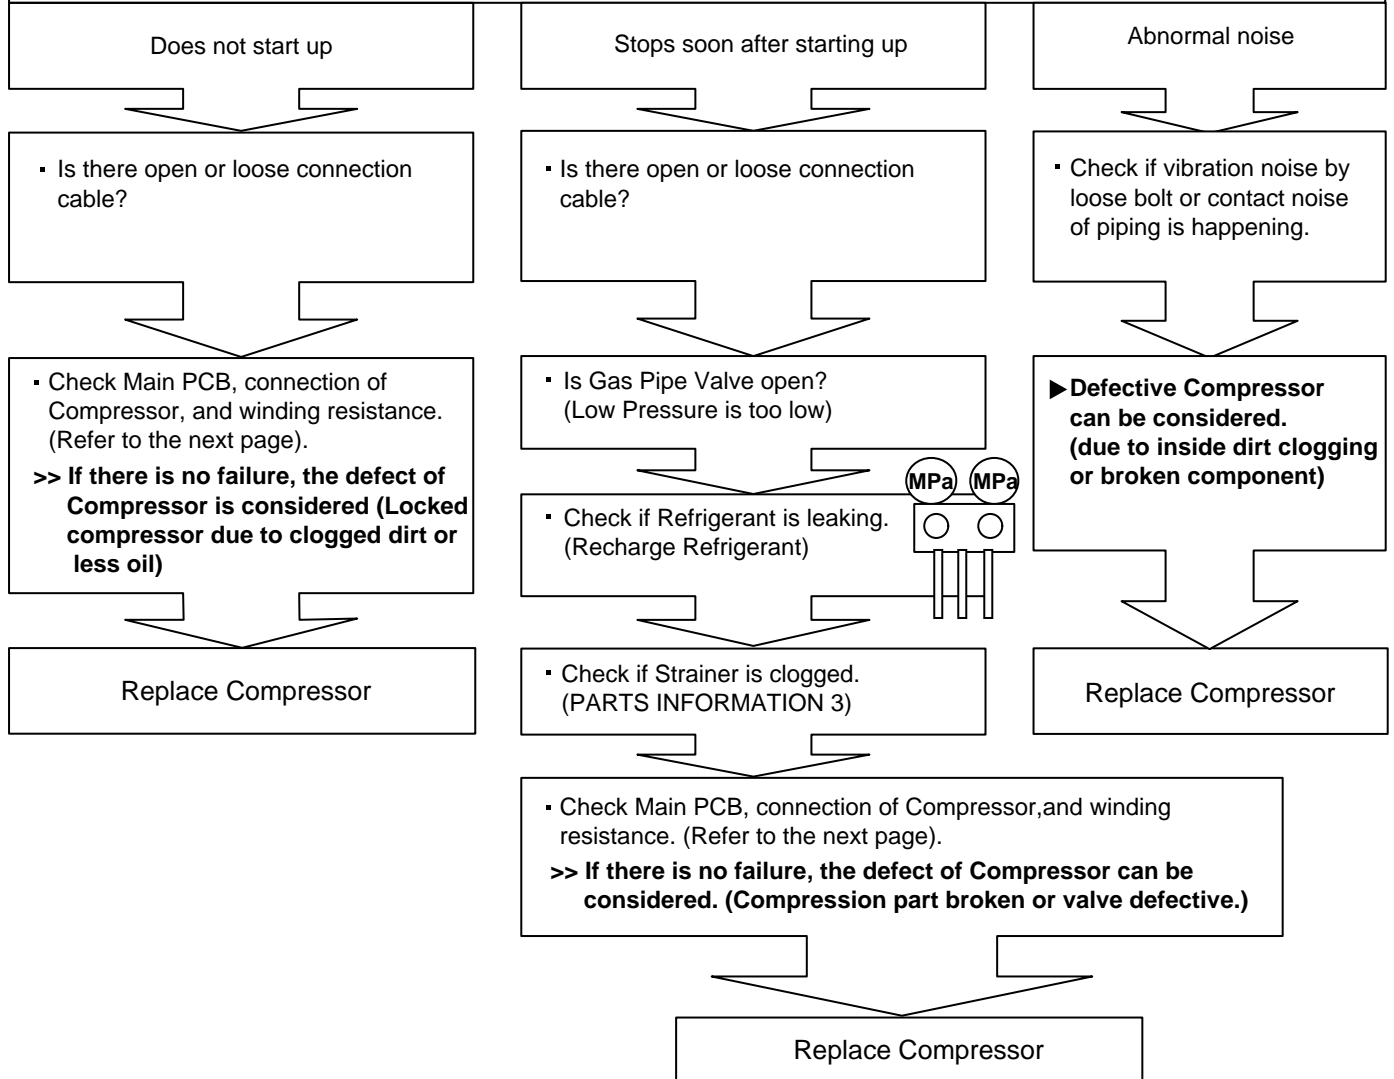 Does not start up
▪ Is there open or loose connection
cable?
▪ Check Main PCB, connection of
Compressor, and winding resistance.
(Refer to the next page).
>> If there is no failure, the defect of
Compressor is considered (Locked
compressor due to clogged dirt or
less oil)
Replace Compressor
Stops soon after starting up
▪ Is there open or loose connection
cable?
▪ Is Gas Pipe Valve open?
(Low Pressure is too low)
▪ Check if Refrigerant is leaking.
(Recharge Refrigerant)
MPa MPa
▪ Check if Strainer is clogged.
(PARTS INFORMATION 3)
▪ Check Main PCB, connection of Compressor,and winding
resistance. (Refer to the next page).
>> If there is no failure, the defect of Compressor can be
considered. (Compression part broken or valve defective.)
Replace Compressor
Abnormal noise
▪ Check if vibration noise by
loose bolt or contact noise
of piping is happening.
▶Defective Compressor
can be considered.
(due to inside dirt clogging
or broken component)
Replace Compressor